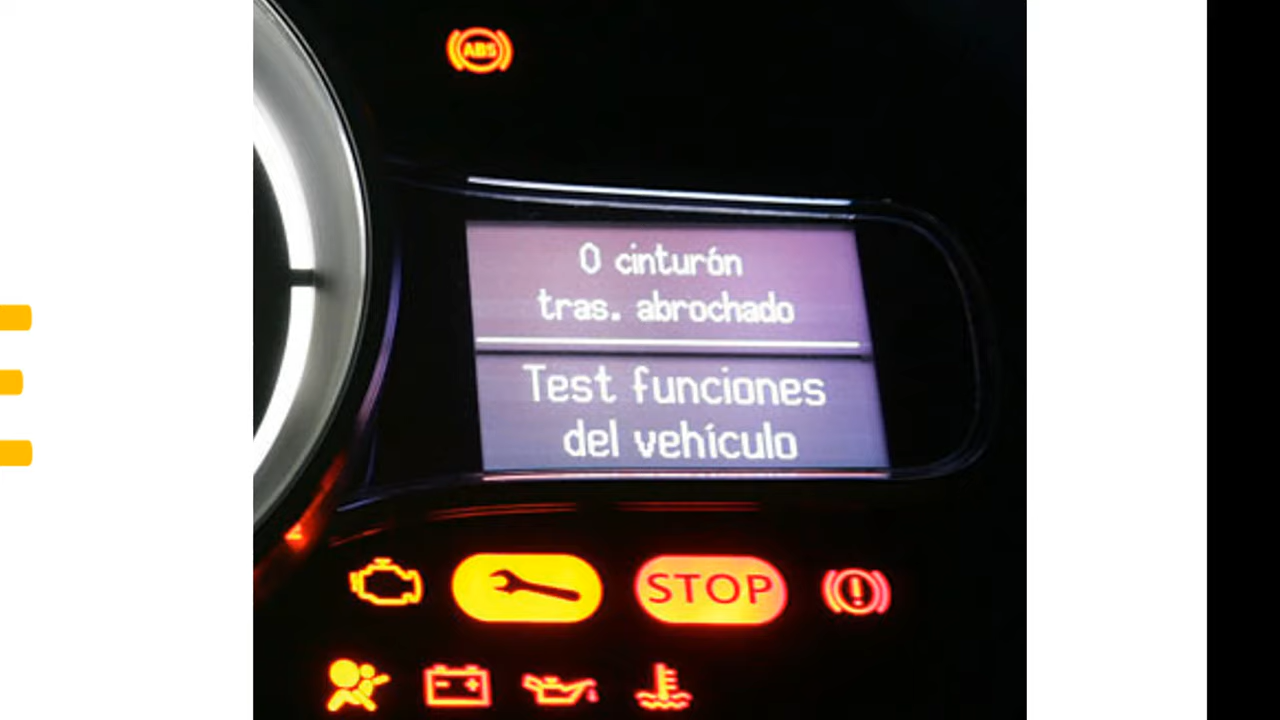 ABS
0 cinturón
tras. abrochado
Test funciones
del vehículo
STOP